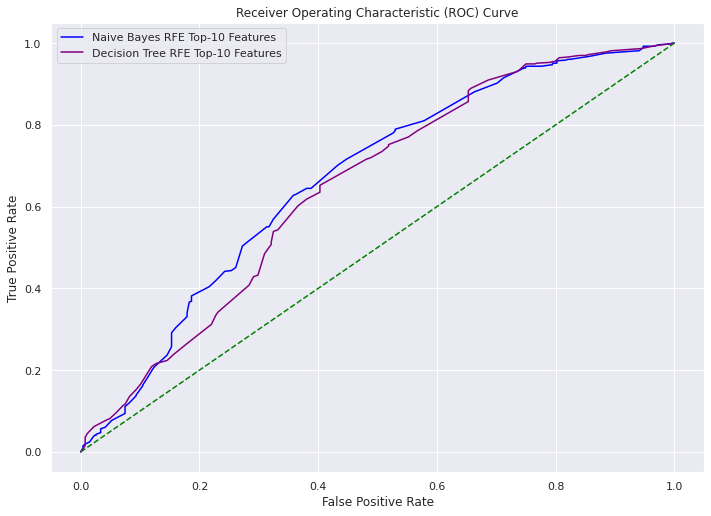 Receiver Operating Characteristic (ROC) Curve
Naive Bayes RFE Top-10 Features
Decision Tree RFE Top-10 Features
1.0
0.8
0.6
0.4
0.2
0.0
True Positive Rate
0.0 0.2 0.4 0.6 0.8 1.0
False Positive Rate